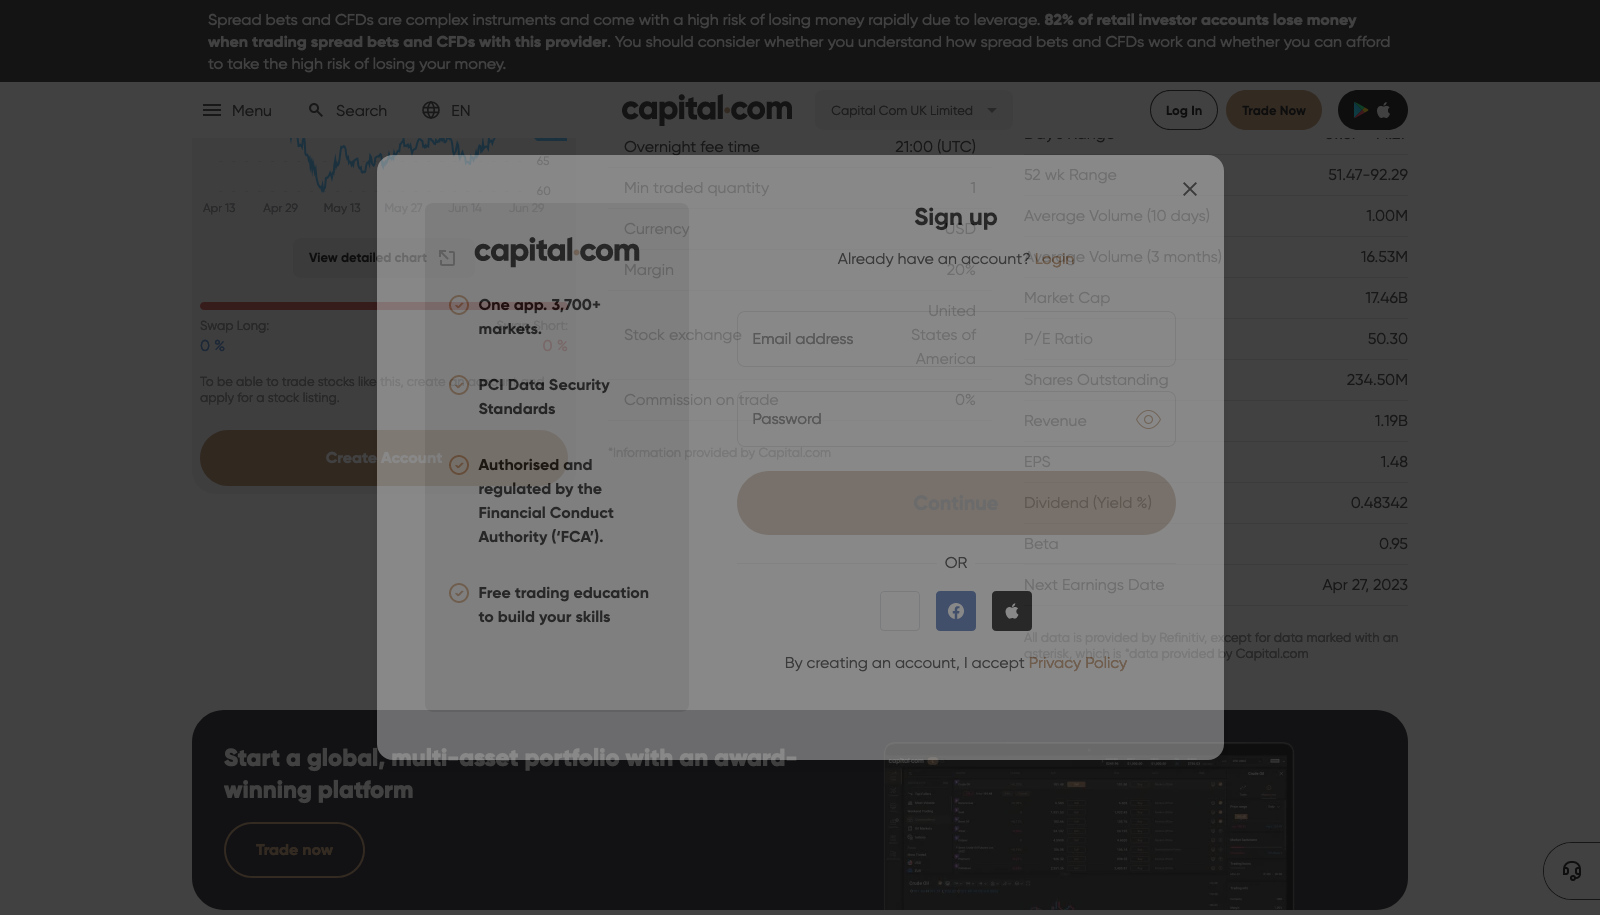 Spread bets and CFDs are complex instruments and come with a high risk of losing money rapidly due to leverage. 82% of retail investor accounts lose money
when trading spread bets and CFDs with this provider. You should consider whether you understand how spread bets and CFDs work and whether you can afford
to take the high risk of losing your money.
Menu
Search
EN
capital.com
Capital Com UK Limited
Log In
Trade Now
65
60
Apr 13
Apr 29
May 13
May 27
Jun 14
Jun 29
View detailed chart
Swap Long:
0 %
Short:
0 %
To be able to trade stocks like this, create
apply for a stock listing.
Create Account
Overnight fee time 21:00 (UTC)
Min traded quantity 1
Currency USD
Margin 20%
Stock exchange United
States of
America
Commission on trade 0%
*Information provided by Capital.com
Day's Range
52 wk Range 51.47-92.29
Average Volume (10 days) 1.00M
Average Volume (3 months) 16.53M
Market Cap 17.46B
P/E Ratio 50.30
Shares Outstanding 234.50M
Revenue 1.19B
EPS 1.48
Dividend (Yield %) 0.48342
Beta 0.95
Next Earnings Date Apr 27, 2023
All data is provided by Refinitiv, except for data marked with an
asterisk, which is *data provided by Capital.com
capital.com
One app. 3,700+
markets.
PCI Data Security
Standards
Authorised and
regulated by the
Financial Conduct
Authority (‘FCA’).
Free trading education
to build your skills
Sign up
Already have an account? Login
Email address
Password
Continue
OR
By creating an account, I accept Privacy Policy
Start a global, multi-asset portfolio with an award-
winning platform
Trade now